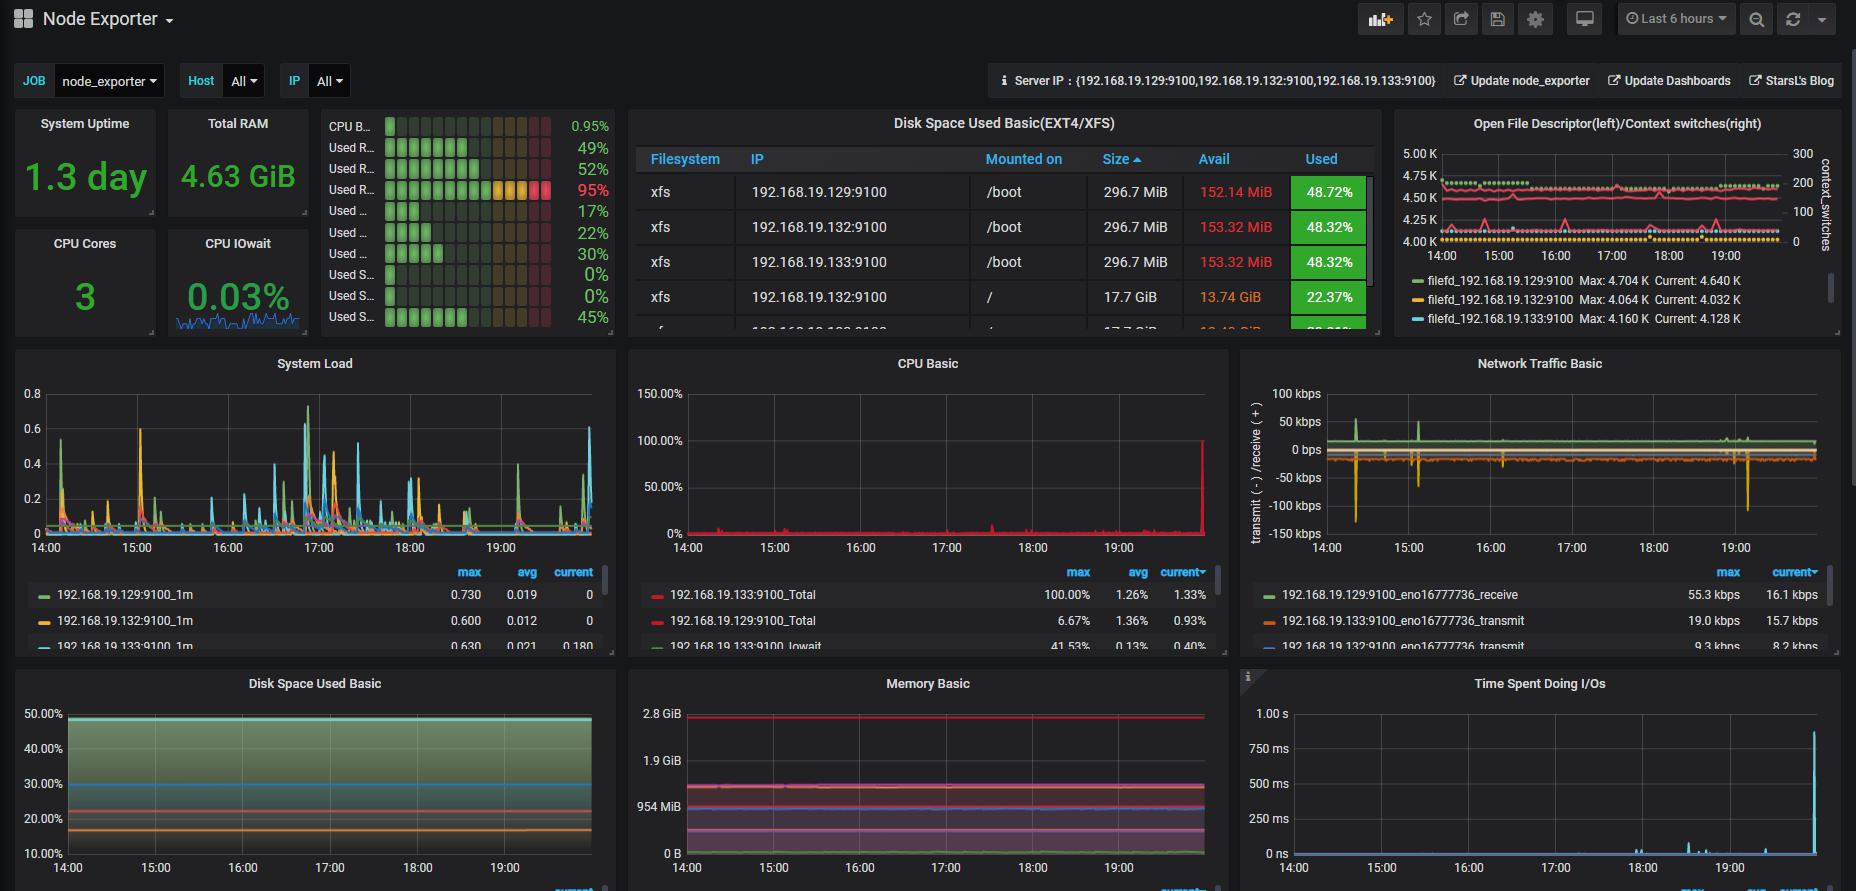 Node Exporter
Last 6 hours
JOB node_exporter Host All IP All
Server IP : {192.168.19.129:9100,192.168.19.132:9100,192.168.19.133:9100} Update node_exporter Update Dashboards StarsL's Blog
System Uptime
1.3 day
Total RAM
4.63 GiB
CPU Cores
3
CPU IOwait
0.03%
CPU B... 0.95%
Used R... 49%
Used R... 52%
Used R... 95%
Used ... 17%
Used ... 22%
Used ... 30%
Used S... 0%
Used S... 0%
Used S... 45%
Disk Space Used Basic(EXT4/XFS)
Filesystem IP Mounted on Size Avail Used
xfs 192.168.19.129:9100 /boot 296.7 MiB 152.14 MiB 48.72%
xfs 192.168.19.132:9100 /boot 296.7 MiB 153.32 MiB 48.32%
xfs 192.168.19.133:9100 /boot 296.7 MiB 153.32 MiB 48.32%
xfs 192.168.19.132:9100 / 17.7 GiB 13.74 GiB 22.37%
Open File Descriptor(left)/Context switches(right)
5.00 K
4.75 K
4.50 K
4.25 K
4.00 K
300
200
100
0
context_switches
14:00 15:00 16:00 17:00 18:00 19:00
filefd_192.168.19.129:9100 Max: 4.704 K Current: 4.640 K
filefd_192.168.19.132:9100 Max: 4.064 K Current: 4.032 K
filefd_192.168.19.133:9100 Max: 4.160 K Current: 4.128 K
System Load
0.8
0.6
0.4
0.2
0
14:00 15:00 16:00 17:00 18:00 19:00
max avg current
192.168.19.129:9100_1m 0.730 0.019 0
192.168.19.132:9100_1m 0.600 0.012 0
192.168.19.133:9100_1m 0.630 0.021 0.180
CPU Basic
150.00%
100.00%
50.00%
0%
14:00 15:00 16:00 17:00 18:00 19:00
max avg current
192.168.19.133:9100_Total 100.00% 1.26% 1.33%
192.168.19.129:9100_Total 6.67% 1.36% 0.93%
192.168.19.133:9100_Iowait 41.53% 0.13% 0.40%
Network Traffic Basic
transmit ( - ) /receive ( + )
100 kbps
50 kbps
0 bps
-50 kbps
-100 kbps
-150 kbps
14:00 15:00 16:00 17:00 18:00 19:00
max current
192.168.19.129:9100_eno16777736_receive 55.3 kbps 16.1 kbps
192.168.19.133:9100_eno16777736_transmit 19.0 kbps 15.7 kbps
192.168.19.132:9100_eno16777736_transmit 9.3 kbps 8.2 kbps
Disk Space Used Basic
50.00%
40.00%
30.00%
20.00%
10.00%
14:00 15:00 16:00 17:00 18:00 19:00
current
Memory Basic
2.8 GiB
1.9 GiB
954 MiB
0 B
14:00 15:00 16:00 17:00 18:00 19:00
current
Time Spent Doing I/Os
1.00 s
750 ms
500 ms
250 ms
0 ns
14:00 15:00 16:00 17:00 18:00 19:00
max avg current